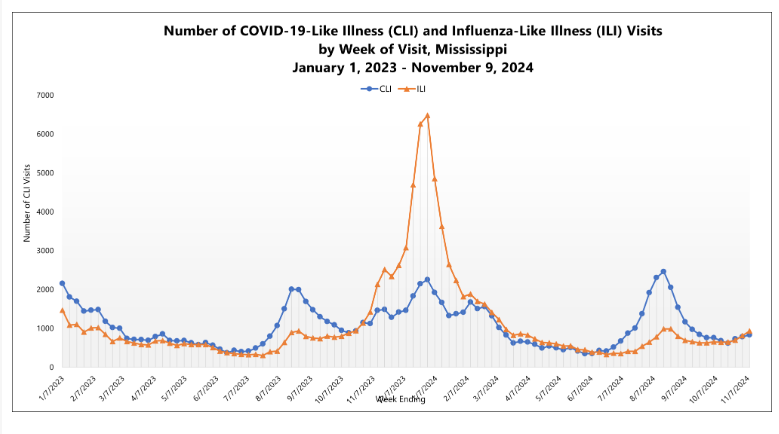 Number of COVID-19-Like Illness (CLI) and Influenza-Like Illness (ILI) Visits
by Week of Visit, Mississippi
January 1, 2023 - November 9, 2024
CLI ILI
7000
6000
5000
4000
3000
2000
1000
0
Number of CLI Visits
1/7/2023 2/7/2023 3/7/2023 4/7/2023 5/7/2023 6/7/2023 7/7/2023 8/7/2023 9/7/2023 10/7/2023 11/7/2023 12/7/2023 1/7/2024 2/7/2024 3/7/2024 4/7/2024 5/7/2024 6/7/2024 7/7/2024 8/7/2024 9/7/2024 10/7/2024 11/7/2024
Week Ending